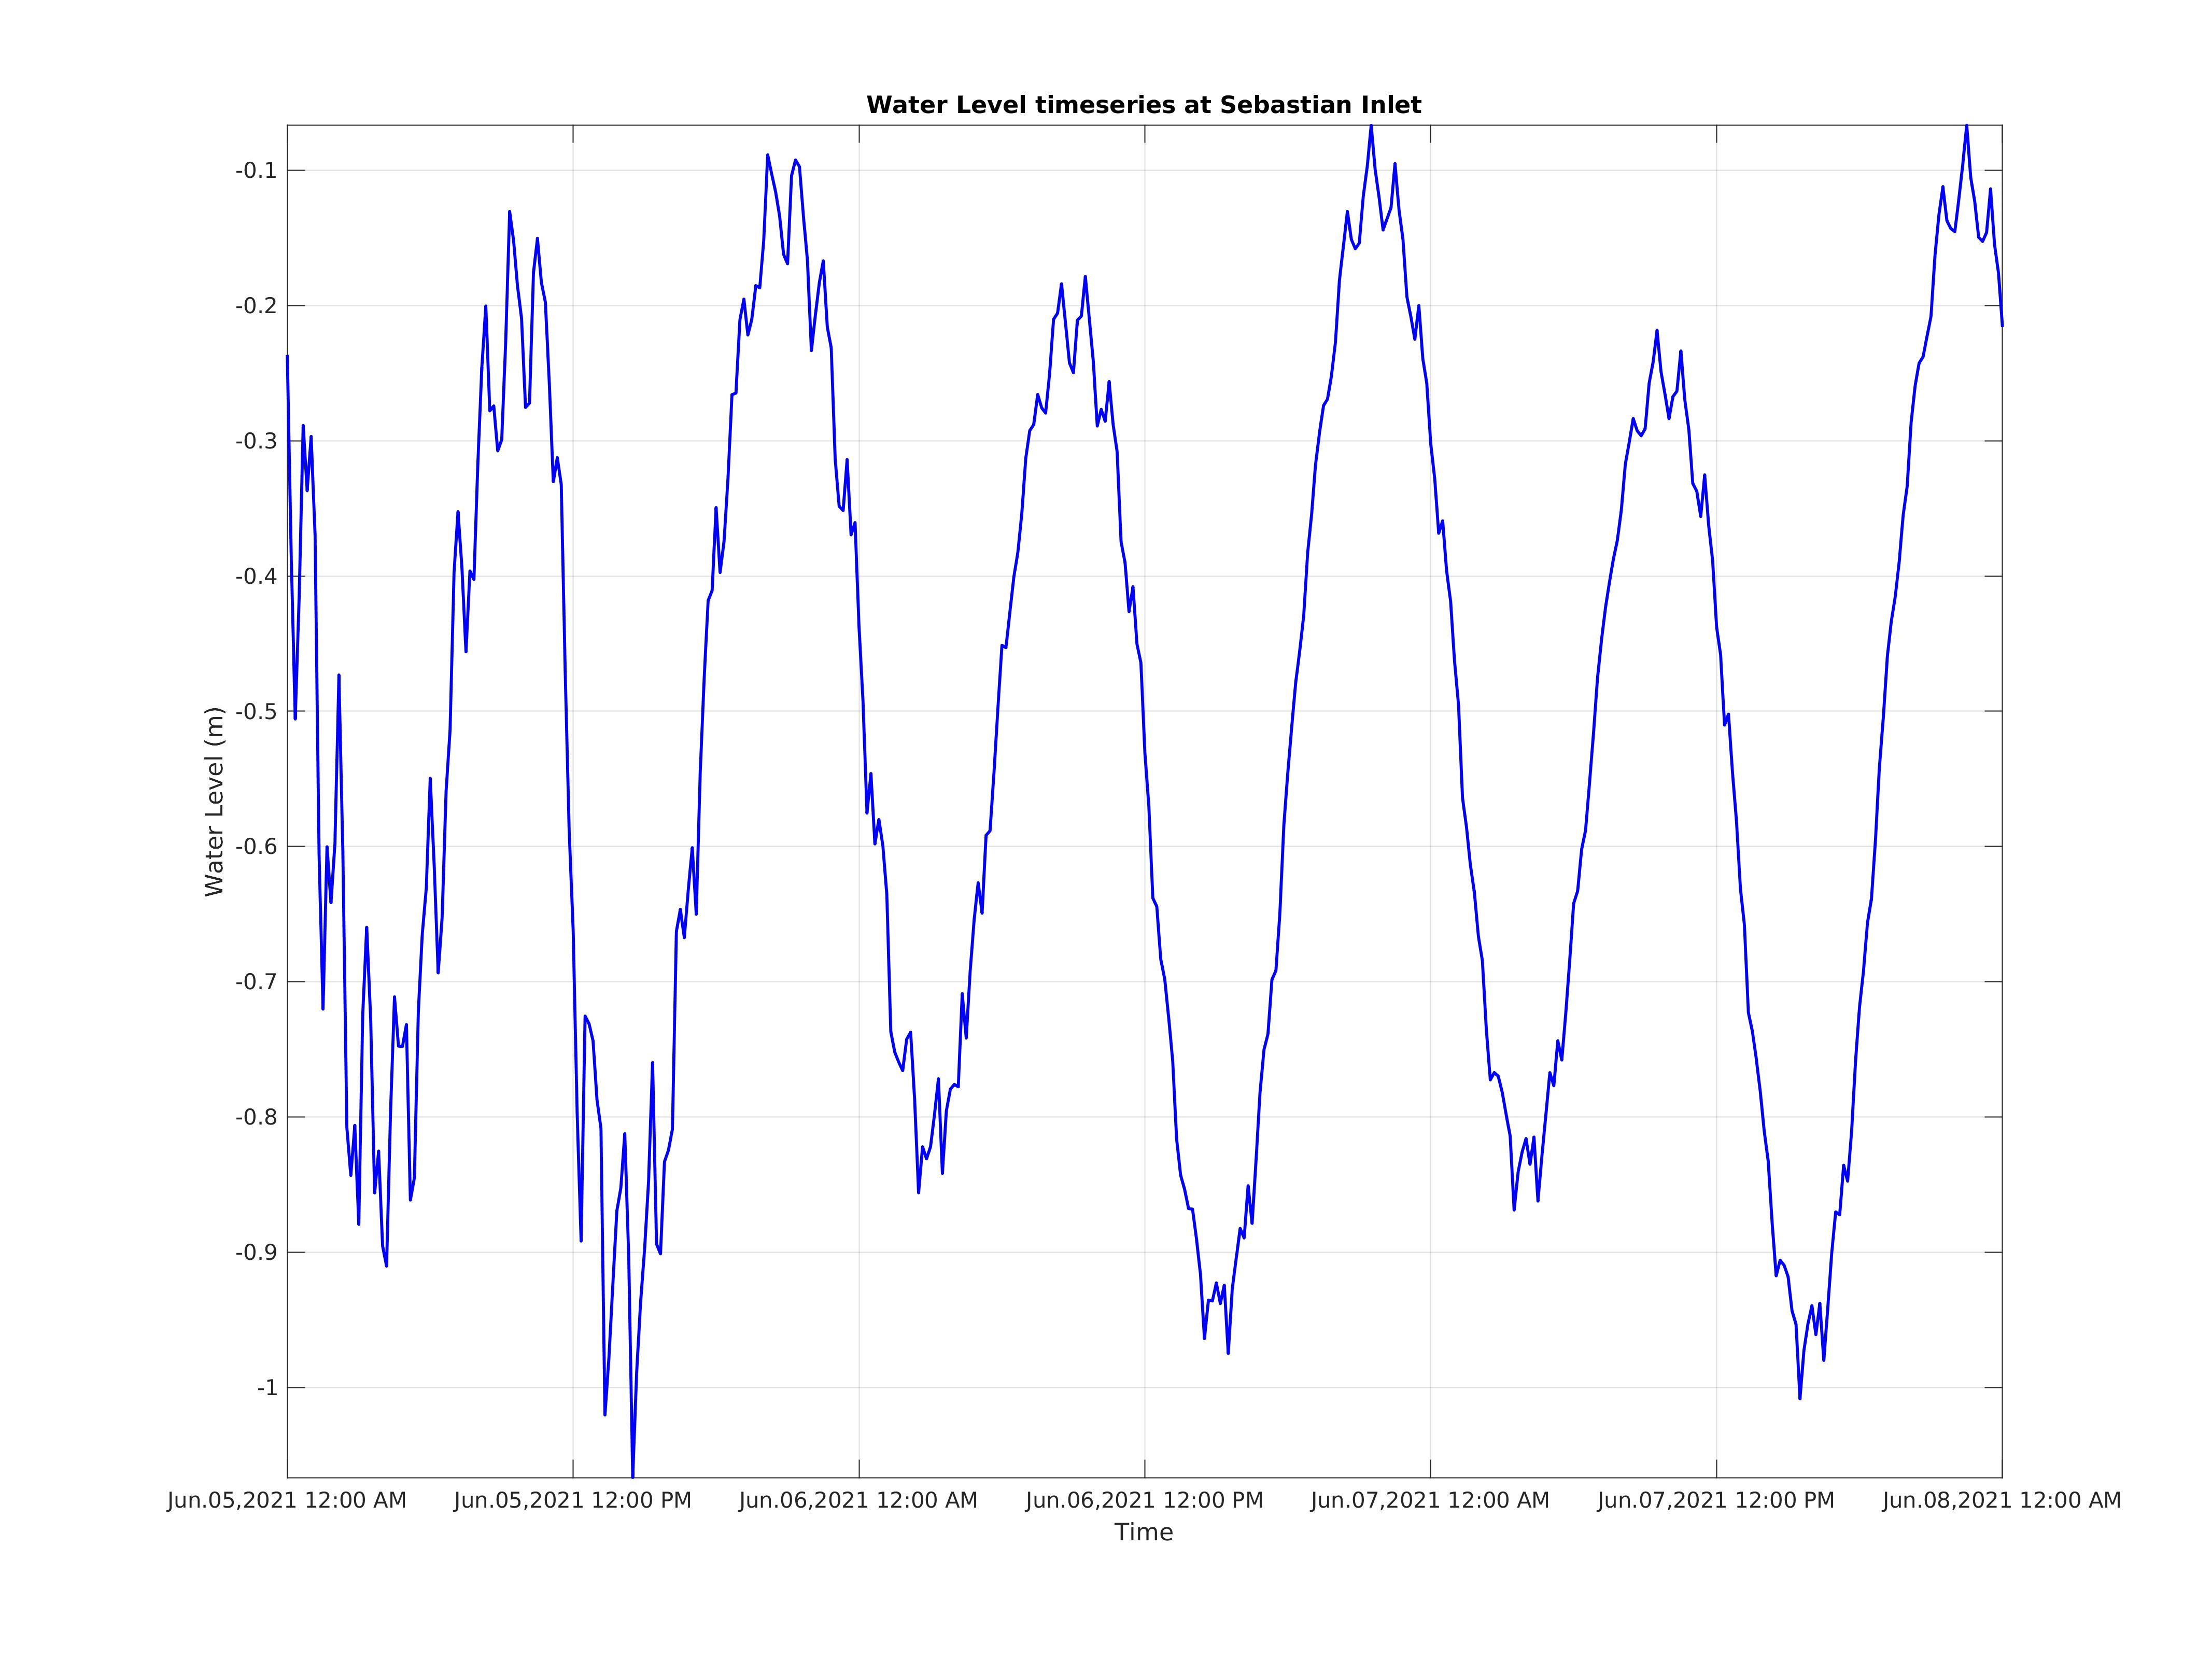 Water Level timeseries at Sebastian Inlet
-0.1
-0.2
-0.3
-0.4
-0.5
-0.6
-0.7
-0.8
-0.9
-1
Water Level (m)
Jun.05,2021 12:00 AM Jun.05,2021 12:00 PM Jun.06,2021 12:00 AM Jun.06,2021 12:00 PM Jun.07,2021 12:00 AM Jun.07,2021 12:00 PM Jun.08,2021 12:00 AM
Time